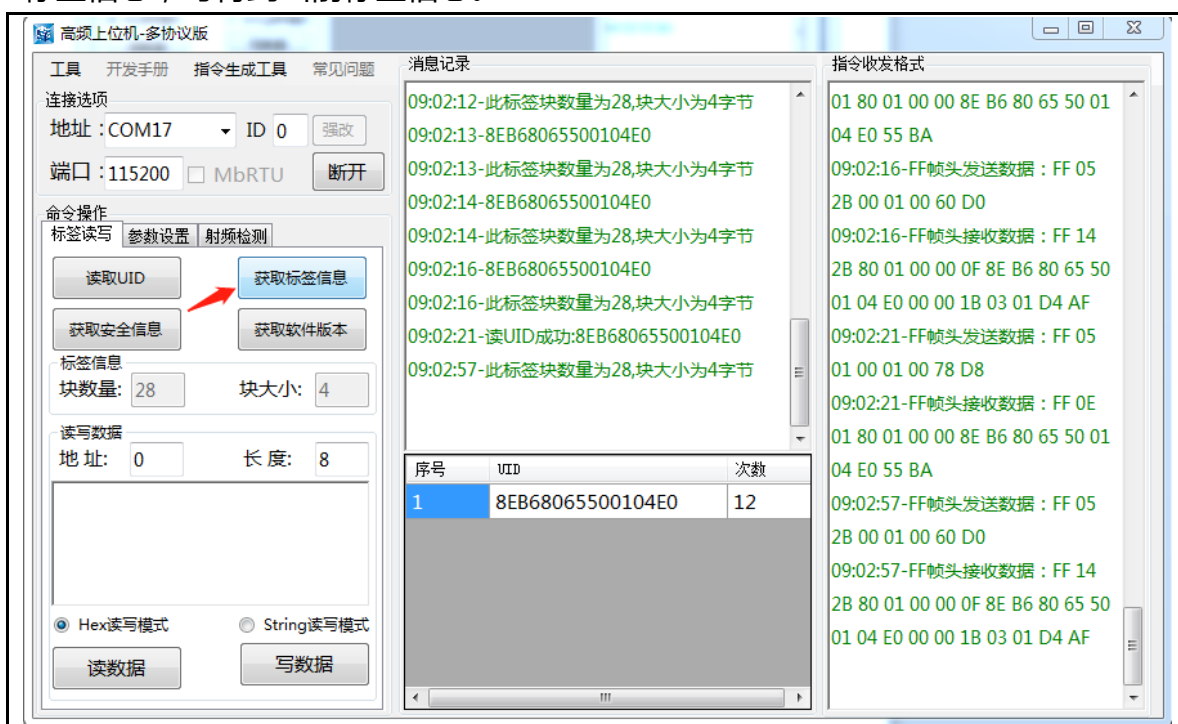 高频上位机-多协议版
工具 开发手册 指令生成工具 常见问题
连接选项
地址：COM17 ID 0 强改
端口：115200 MbRTU 断开
命令操作
标签读写 参数设置 射频检测
读取UID 获取标签信息
获取安全信息 获取软件版本
标签信息
块数量: 28 块大小: 4
读写数据
地 址: 0 长 度: 8
Hex读写模式 String读写模式
读数据 写数据
消息记录
09:02:12-此标签块数量为28,块大小为4字节
09:02:13-8EB68065500104E0
09:02:13-此标签块数量为28,块大小为4字节
09:02:14-8EB68065500104E0
09:02:14-此标签块数量为28,块大小为4字节
09:02:16-8EB68065500104E0
09:02:16-此标签块数量为28,块大小为4字节
09:02:21-读UID成功:8EB68065500104E0
09:02:57-此标签块数量为28,块大小为4字节
序号 UID 次数
1 8EB68065500104E0 12
指令收发格式
01 80 01 00 00 8E B6 80 65 50 01
04 E0 55 BA
09:02:16-FF帧头发送数据：FF 05
2B 00 01 00 60 D0
09:02:16-FF帧头接收数据：FF 14
2B 80 01 00 00 0F 8E B6 80 65 50
01 04 E0 00 00 1B 03 01 D4 AF
09:02:21-FF帧头发送数据：FF 05
01 00 01 00 78 D8
09:02:21-FF帧头接收数据：FF 0E
01 80 01 00 00 8E B6 80 65 50 01
04 E0 55 BA
09:02:57-FF帧头发送数据：FF 05
2B 00 01 00 60 D0
09:02:57-FF帧头接收数据：FF 14
2B 80 01 00 00 0F 8E B6 80 65 50
01 04 E0 00 00 1B 03 01 D4 AF